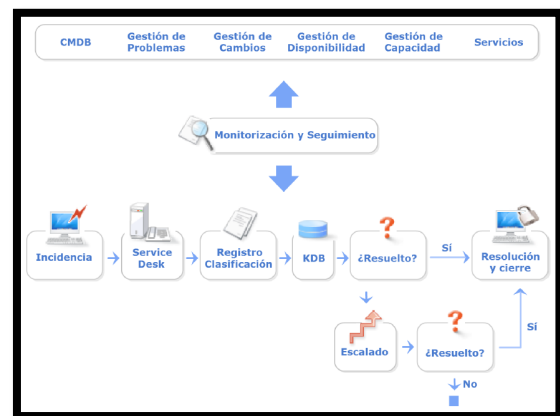 CMDB
Gestión de
Problemas
Gestión de
Cambios
Gestión de
Disponibilidad
Gestión de
Capacidad
Servicios
Monitorización y Seguimiento
Incidencia
Service
Desk
Registro
Clasificación
KDB
¿Resuelto?
Sí
Resolución
y cierre
Escalado
¿Resuelto?
Sí
No